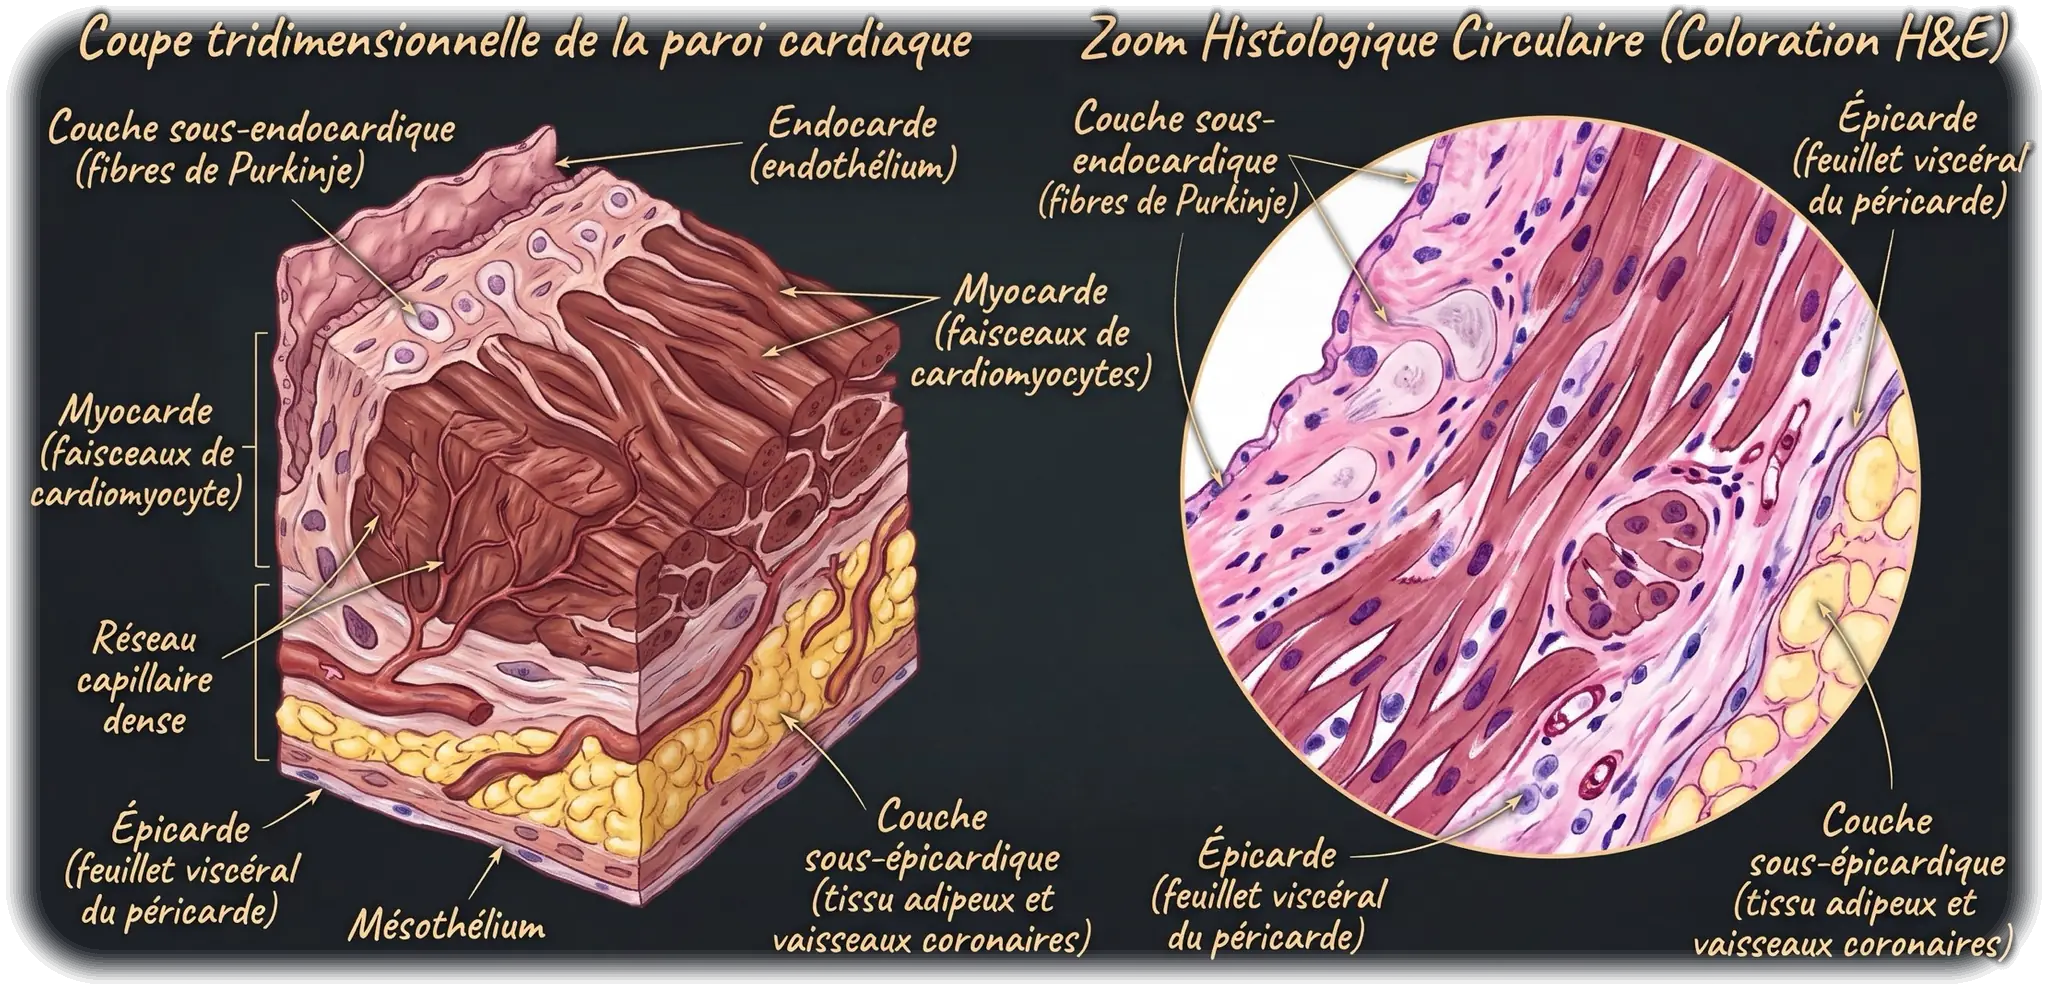 Coupe tridimensionnelle de la paroi cardiaque
Couche sous-endocardique
(fibres de Purkinje)
Endocarde
(endothélium)
Myocarde
(faisceaux de
cardiomyocytes)
Myocarde
(faisceaux de
cardiomyocyte)
Réseau
capillaire
dense
Épicarde
(feuillet viscéral
du péricarde)
Mésothélium
Couche
sous-épicardique
(tissu adipeux et
vaisseaux coronaires)
Zoom Histologique Circulaire (Coloration H&E)
Couche sous-
endocardique
(fibres de Purkinje)
Épicarde
(feuillet viscéral
du péricarde)
Épicarde
(feuillet viscéral
du péricarde)
Couche
sous-épicardique
(tissu adipeux et
vaisseaux coronaires)